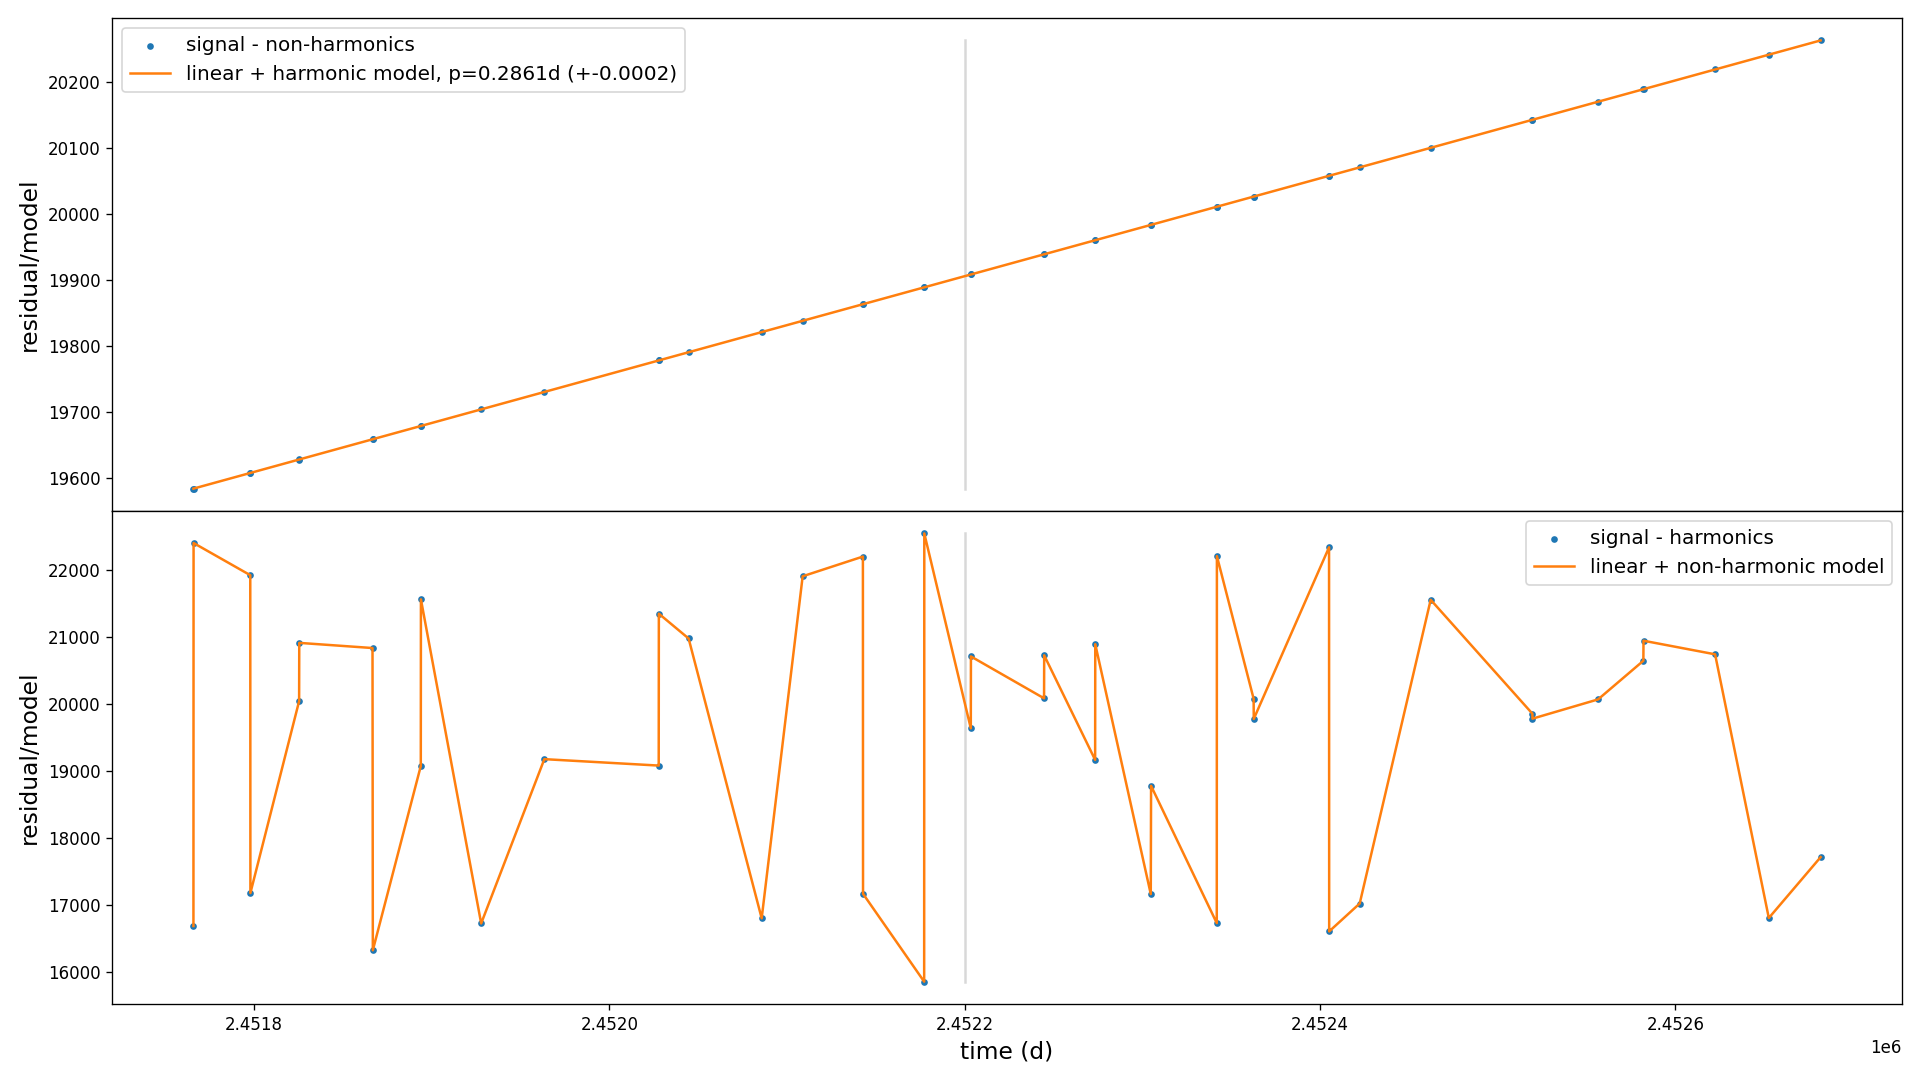 signal - non-harmonics
linear + harmonic model, p=0.2861d (+-0.0002)
residual/model
20200
20100
20000
19900
19800
19700
19600
signal - harmonics
linear + non-harmonic model
residual/model
22000
21000
20000
19000
18000
17000
16000
2.4518 2.4520 2.4522 2.4524 2.4526
time (d)
1e6